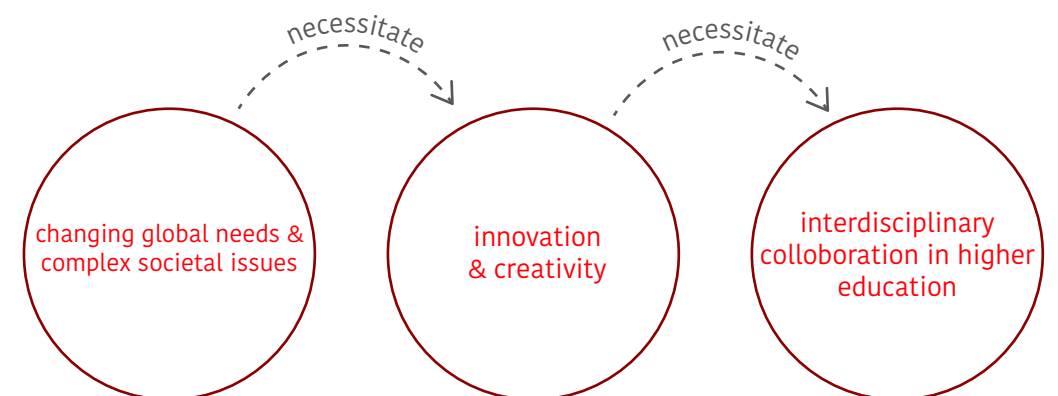 necessitate
necessitate
changing global needs &
complex societal issues
innovation
& creativity
interdisciplinary
colloboration in higher
education